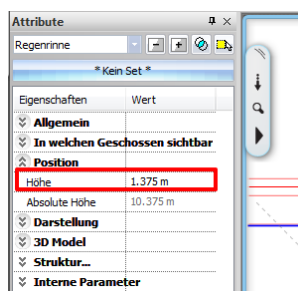 Attribute
Regenrinne
*Kein Set *
Eigenschaften Wert
Allgemein
In welchen Geschossen sichtbar
Position
Höhe 1.375 m
Absolute Höhe 10.375 m
Darstellung
3D Model
Struktur...
Interne Parameter